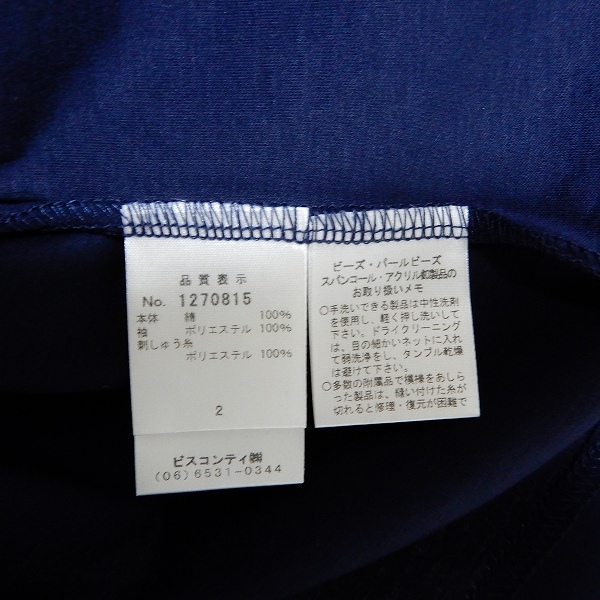 品質表示
No. 1270815
本体 綿 100%
袖 ポリエステル 100%
刺しゅう糸
ポリエステル 100%
2
ビスコンティ㈱
(06) 6531-0344
ビーズ・パールビーズ
スパンコール・アクリル釦製品の
お取り扱いメモ
○手洗いできる製品は中性洗剤
を使用し、軽く押し洗いして
下さい。ドライクリーニング
は、目の細かいネットに入れ
て弱洗浄をし、タンブル乾燥
は避けて下さい。
○多数の附属品で模様をあしら
った製品は、縫い付けた糸が
切れると修理・復元が困難で